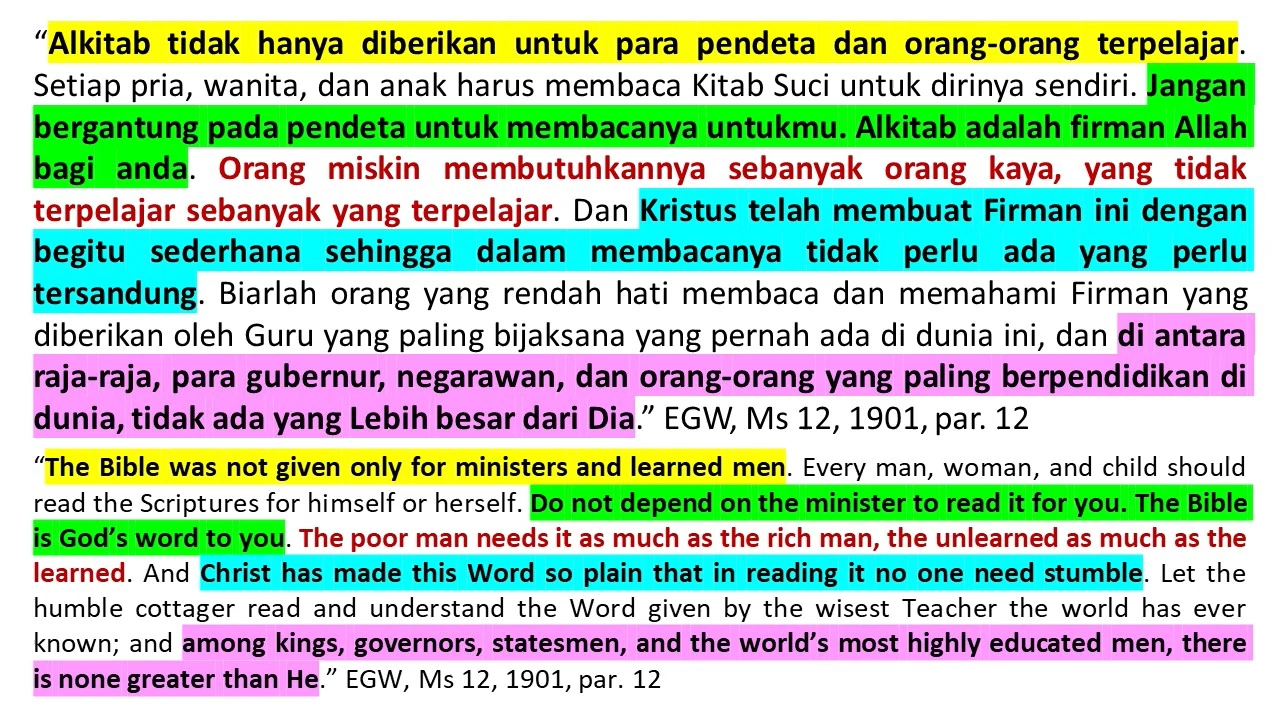 “Alkitab tidak hanya diberikan untuk para pendeta dan orang-orang terpelajar.
Setiap pria, wanita, dan anak harus membaca Kitab Suci untuk dirinya sendiri. Jangan
bergantung pada pendeta untuk membacanya untukmu. Alkitab adalah firman Allah
bagi anda. Orang miskin membutuhkannya sebanyak orang kaya, yang tidak
terpelajar sebanyak yang terpelajar. Dan Kristus telah membuat Firman ini dengan
begitu sederhana sehingga dalam membacanya tidak perlu ada yang perlu
tersandung. Biarlah orang yang rendah hati membaca dan memahami Firman yang
diberikan oleh Guru yang paling bijaksana yang pernah ada di dunia ini, dan di antara
raja-raja, para gubernur, negarawan, dan orang-orang yang paling berpendidikan di
dunia, tidak ada yang Lebih besar dari Dia.” EGW, Ms 12, 1901, par. 12
“The Bible was not given only for ministers and learned men. Every man, woman, and child should
read the Scriptures for himself or herself. Do not depend on the minister to read it for you. The Bible
is God’s word to you. The poor man needs it as much as the rich man, the unlearned as much as the
learned. And Christ has made this Word so plain that in reading it no one need stumble. Let the
humble cottager read and understand the Word given by the wisest Teacher the world has ever
known; and among kings, governors, statesmen, and the world’s most highly educated men, there
is none greater than He.” EGW, Ms 12, 1901, par. 12